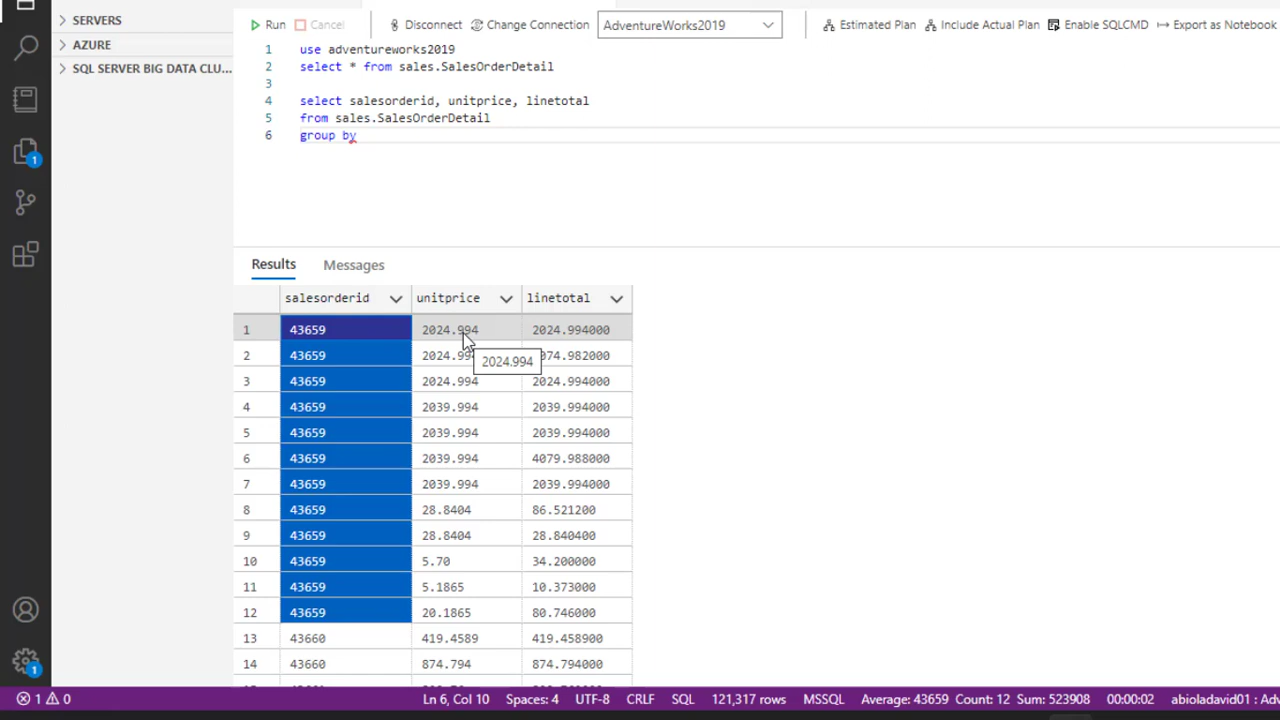 SERVERS
AZURE
SQL SERVER BIG DATA CLU...
Run Cancel Disconnect Change Connection AdventureWorks2019 Estimated Plan Include Actual Plan Enable SQLCMD Export as Notebook
1 use adventureworks2019
2 select * from sales.SalesOrderDetail
3
4 select salesorderid, unitprice, linetotal
5 from sales.SalesOrderDetail
6 group by
Results Messages
salesorderid unitprice linetotal
1 43659 2024.994 2024.994000
2 43659 2024.99 074.982000
2024.994
3 43659 2024.994 2024.994000
4 43659 2039.994 2039.994000
5 43659 2039.994 2039.994000
6 43659 2039.994 4079.988000
7 43659 2039.994 2039.994000
8 43659 28.8404 86.521200
9 43659 28.8404 28.840400
10 43659 5.70 34.200000
11 43659 5.1865 10.373000
12 43659 20.1865 80.746000
13 43660 419.4589 419.458900
14 43660 874.794 874.794000
1
1
1 0 Ln 6, Col 10 Spaces: 4 UTF-8 CRLF SQL 121,317 rows MSSQL Average: 43659 Count: 12 Sum: 523908 00:00:02 abioladavid01 : Adv